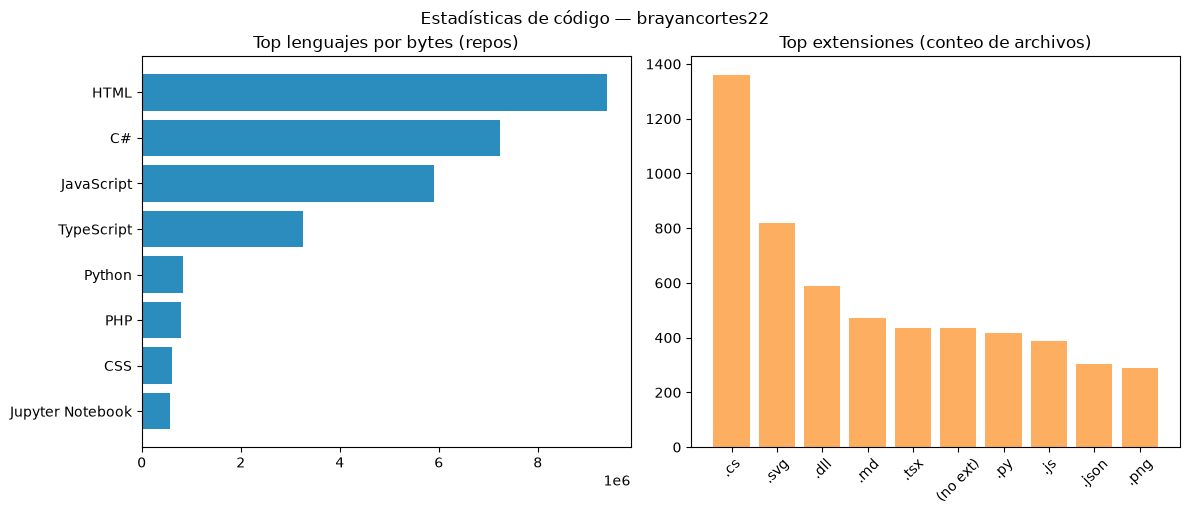 Estadísticas de código — brayancortes22
Top lenguajes por bytes (repos)
HTML
C#
JavaScript
TypeScript
Python
PHP
CSS
Jupyter Notebook
0 2 4 6 8
1e6
Top extensiones (conteo de archivos)
1400
1200
1000
800
600
400
200
0
.cs .svg .dll .md .tsx (no ext) .py .js .json .png